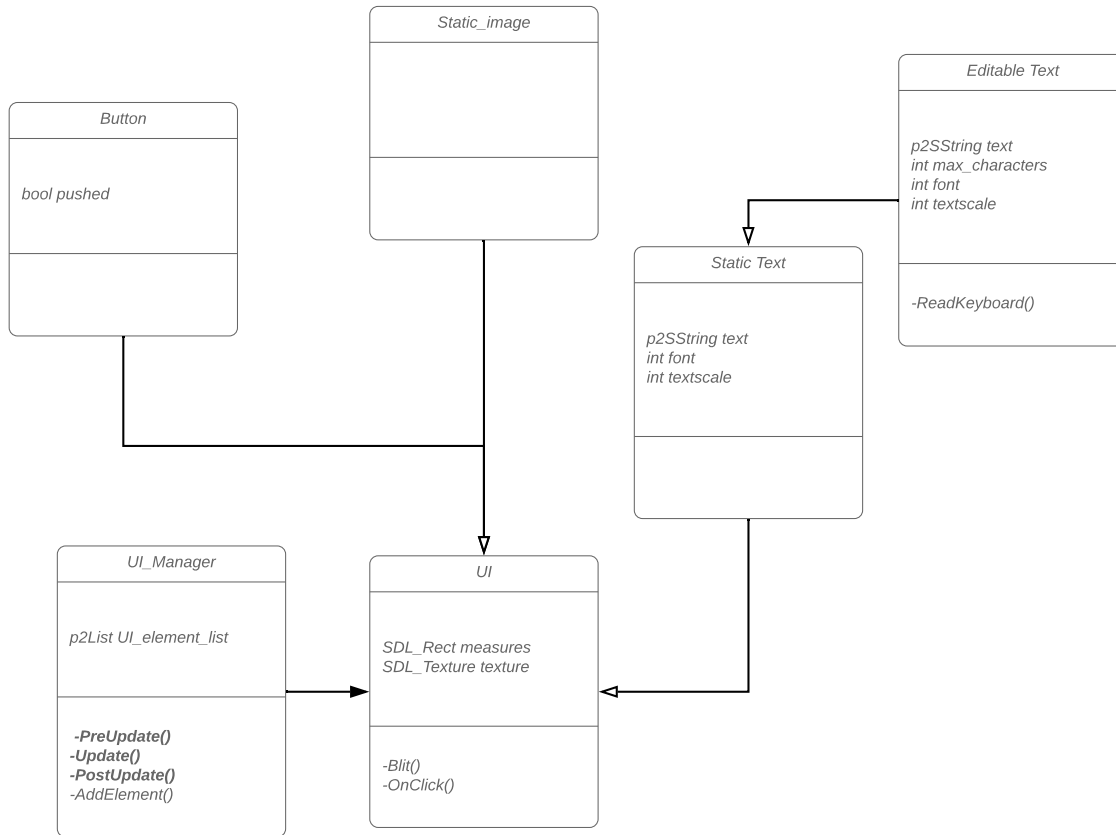 Static_image
Button
bool pushed
Editable Text
p2SString text
int max_characters
int font
int textscale
-ReadKeyboard()
Static Text
p2SString text
int font
int textscale
UI_Manager
p2List UI_element_list
-PreUpdate()
-Update()
-PostUpdate()
-AddElement()
UI
SDL_Rect measures
SDL_Texture texture
-Blit()
-OnClick()